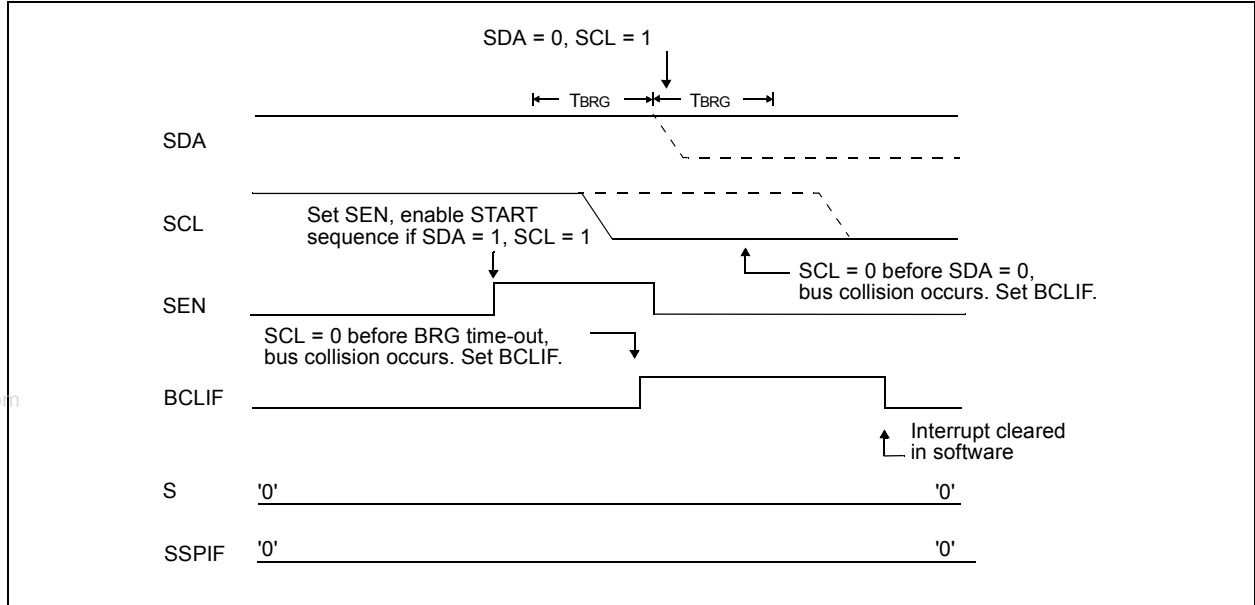 SDA = 0, SCL = 1
TBRG TBRG
SDA
SCL
Set SEN, enable START
sequence if SDA = 1, SCL = 1
SCL = 0 before SDA = 0,
bus collision occurs. Set BCLIF.
SEN
SCL = 0 before BRG time-out,
bus collision occurs. Set BCLIF.
BCLIF
om
Interrupt cleared
in software
S '0' '0'
SSPIF '0' '0'